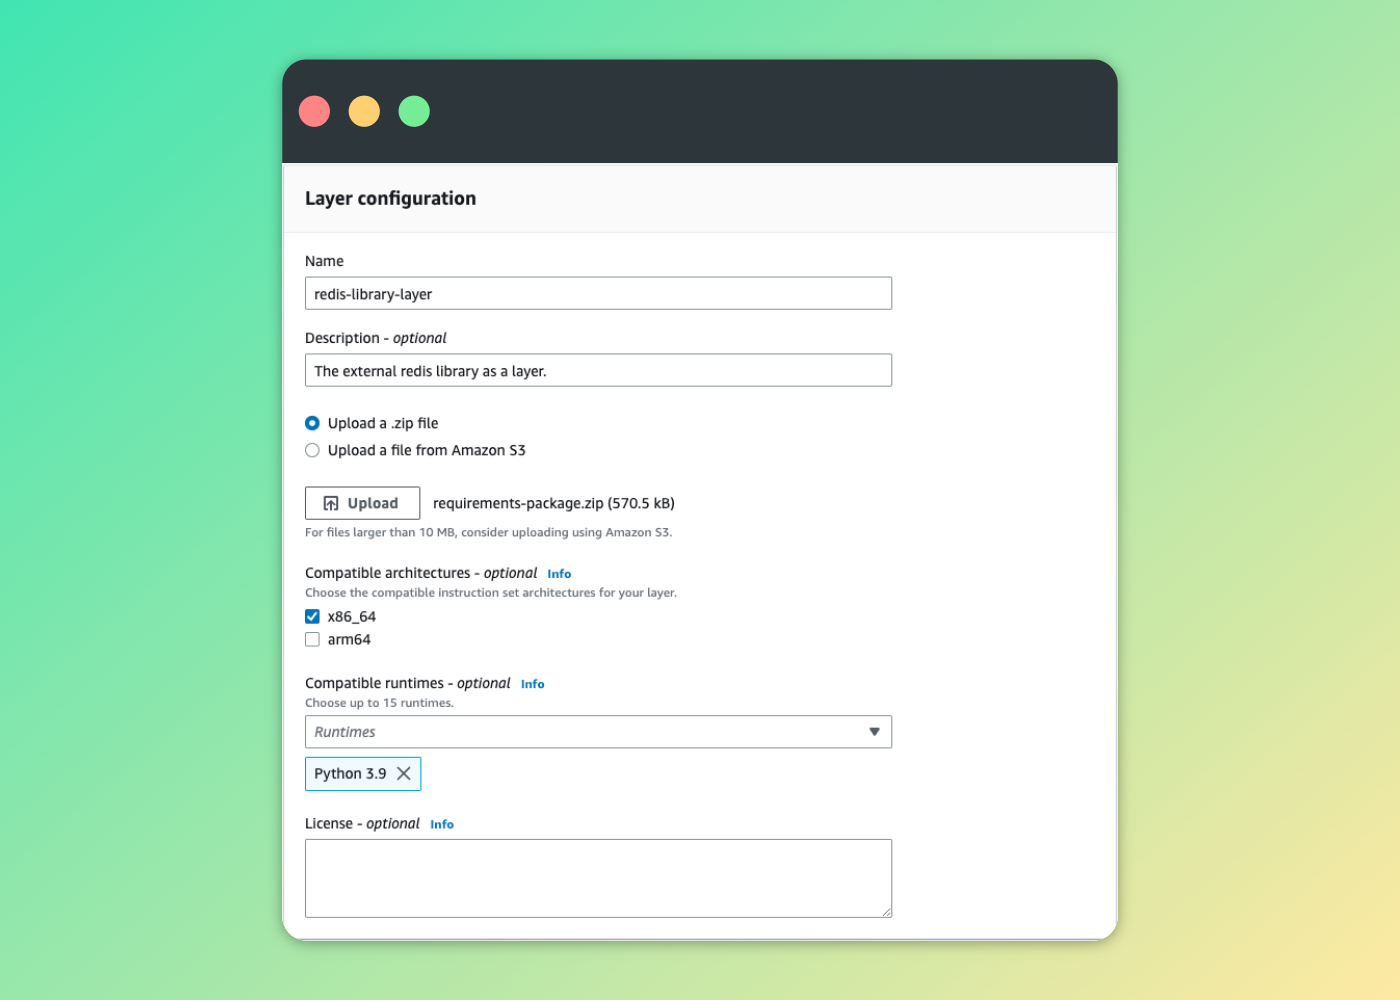 Layer configuration
Name
redis-library-layer
Description - optional
The external redis library as a layer.
Upload a .zip file
Upload a file from Amazon S3
Upload requirements-package.zip (570.5 kB)
For files larger than 10 MB, consider uploading using Amazon S3.
Compatible architectures - optional Info
Choose the compatible instruction set architectures for your layer.
x86_64
arm64
Compatible runtimes - optional Info
Choose up to 15 runtimes.
Runtimes
Python 3.9
License - optional Info